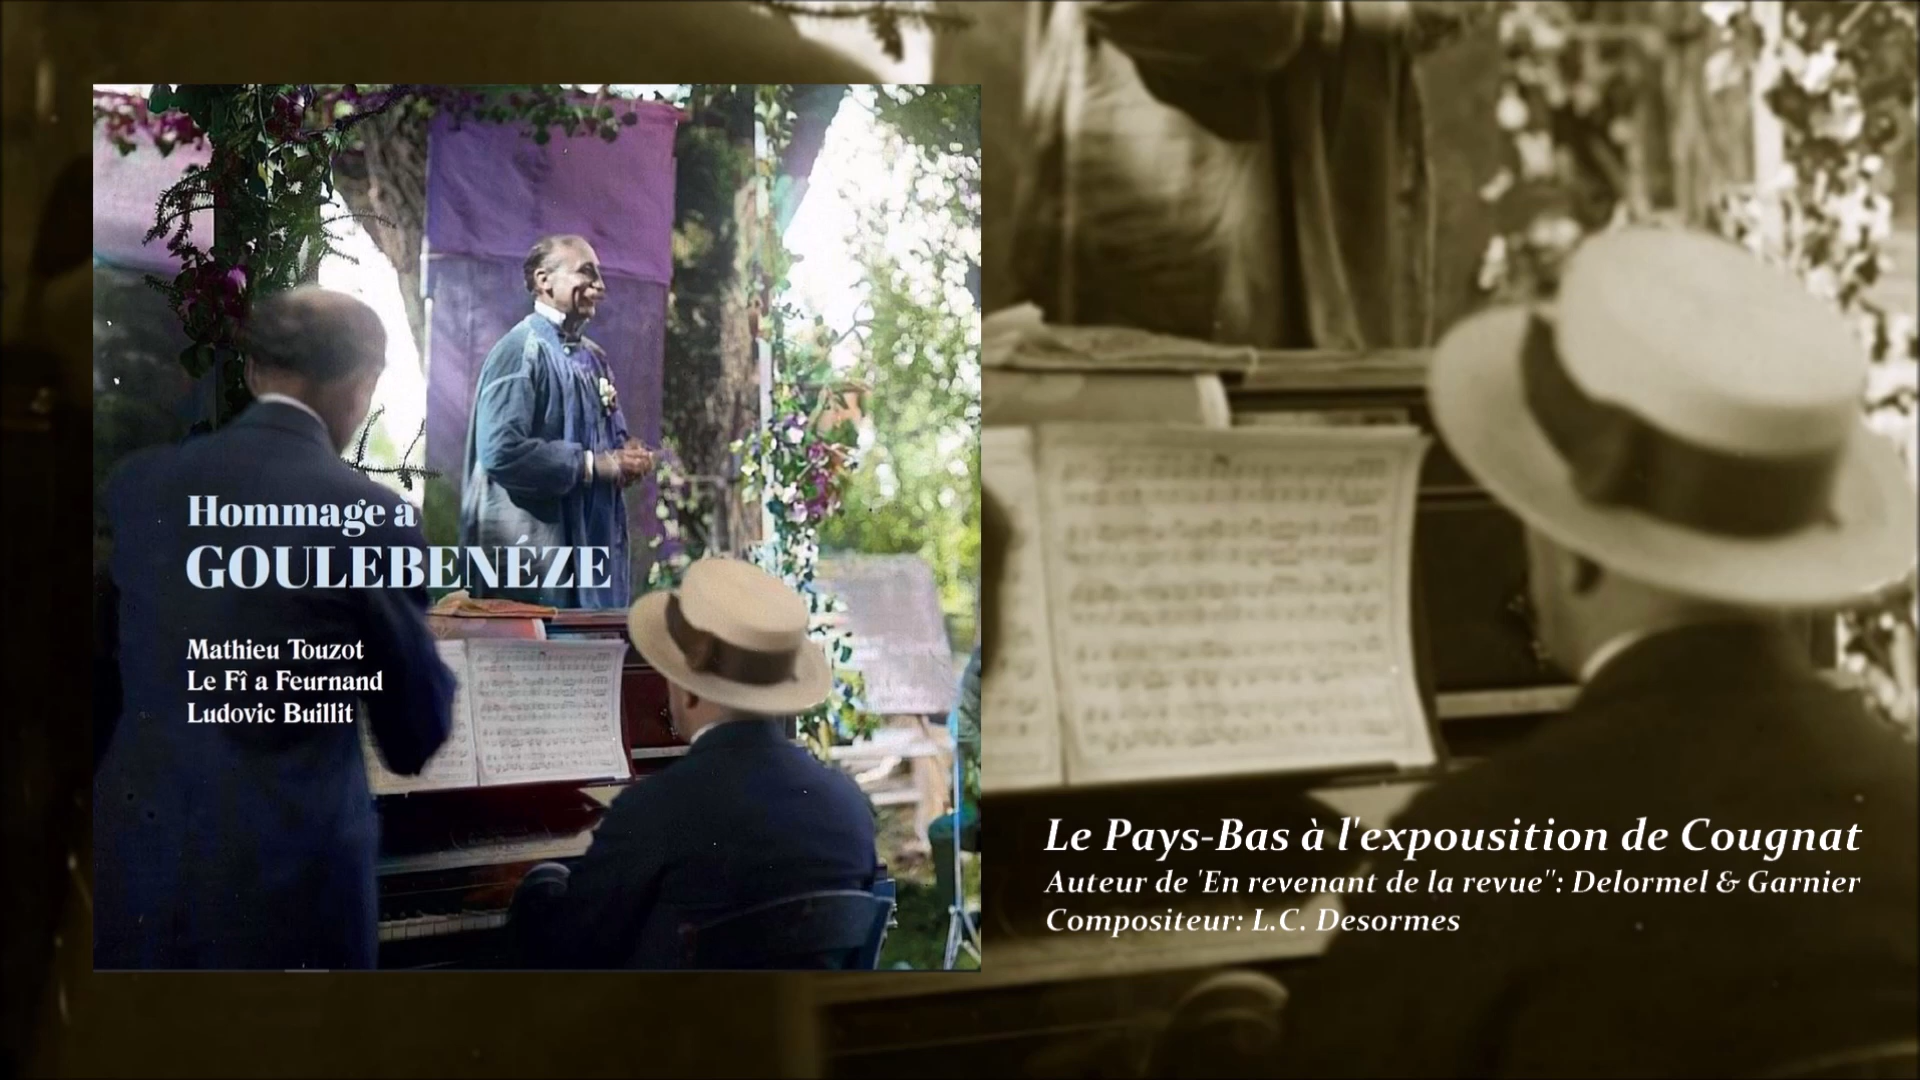 Hommage à
GOULEBENÉZE
Mathieu Touzot
Le Fî a Feurnand
Ludovic Buillit
Le Pays-Bas à l'expousition de Cougnat
Auteur de 'En revenant de la revue'': Delormel & Garnier
Compositeur: L.C. Desormes